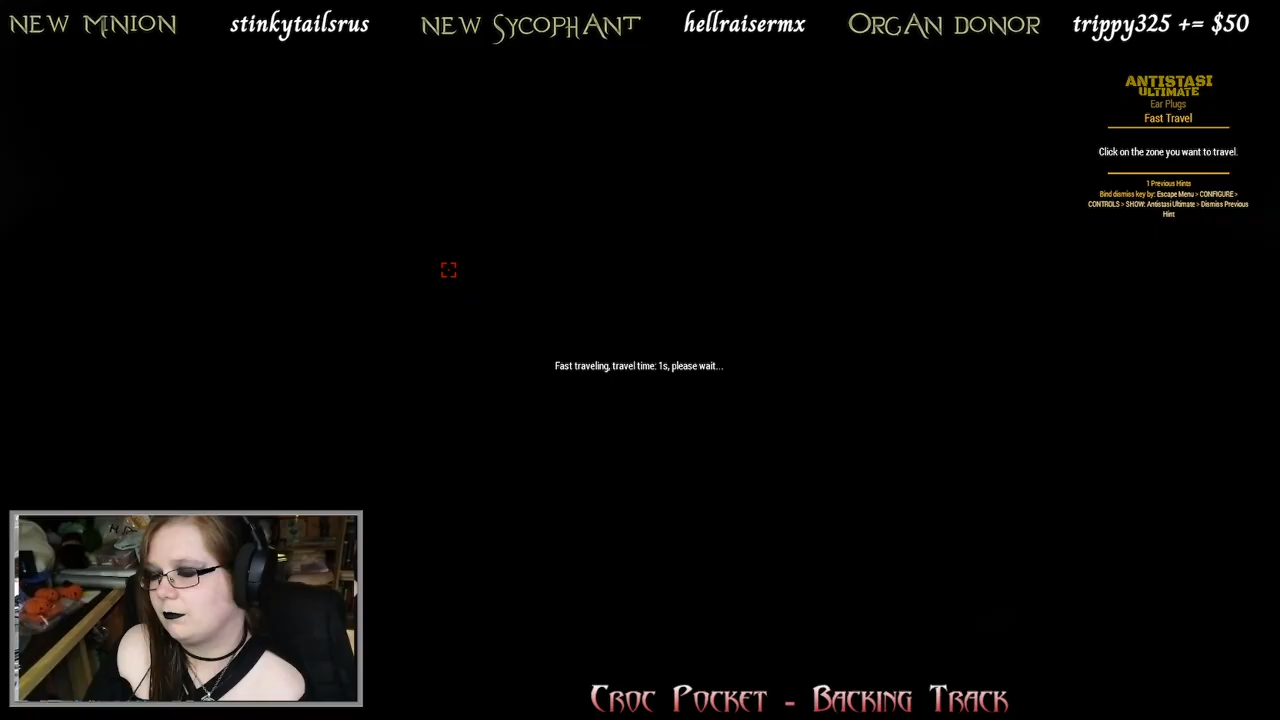 NEW MINION stinkytailsrus NEW SYCOPHANT hellraisermx ORGAN DONOR trippy325 += $50
ANTISTASI
ULTIMATE
Ear Plugs
Fast Travel
Click on the zone you want to travel.
1 Previous Hints
Bind dismiss key by: Escape Menu > CONFIGURE >
CONTROLS > SHOW: Antistasi Ultimate > Dismiss Previous
Hint
Fast traveling, travel time: 1s, please wait...
Croc Pocket - Backing Track